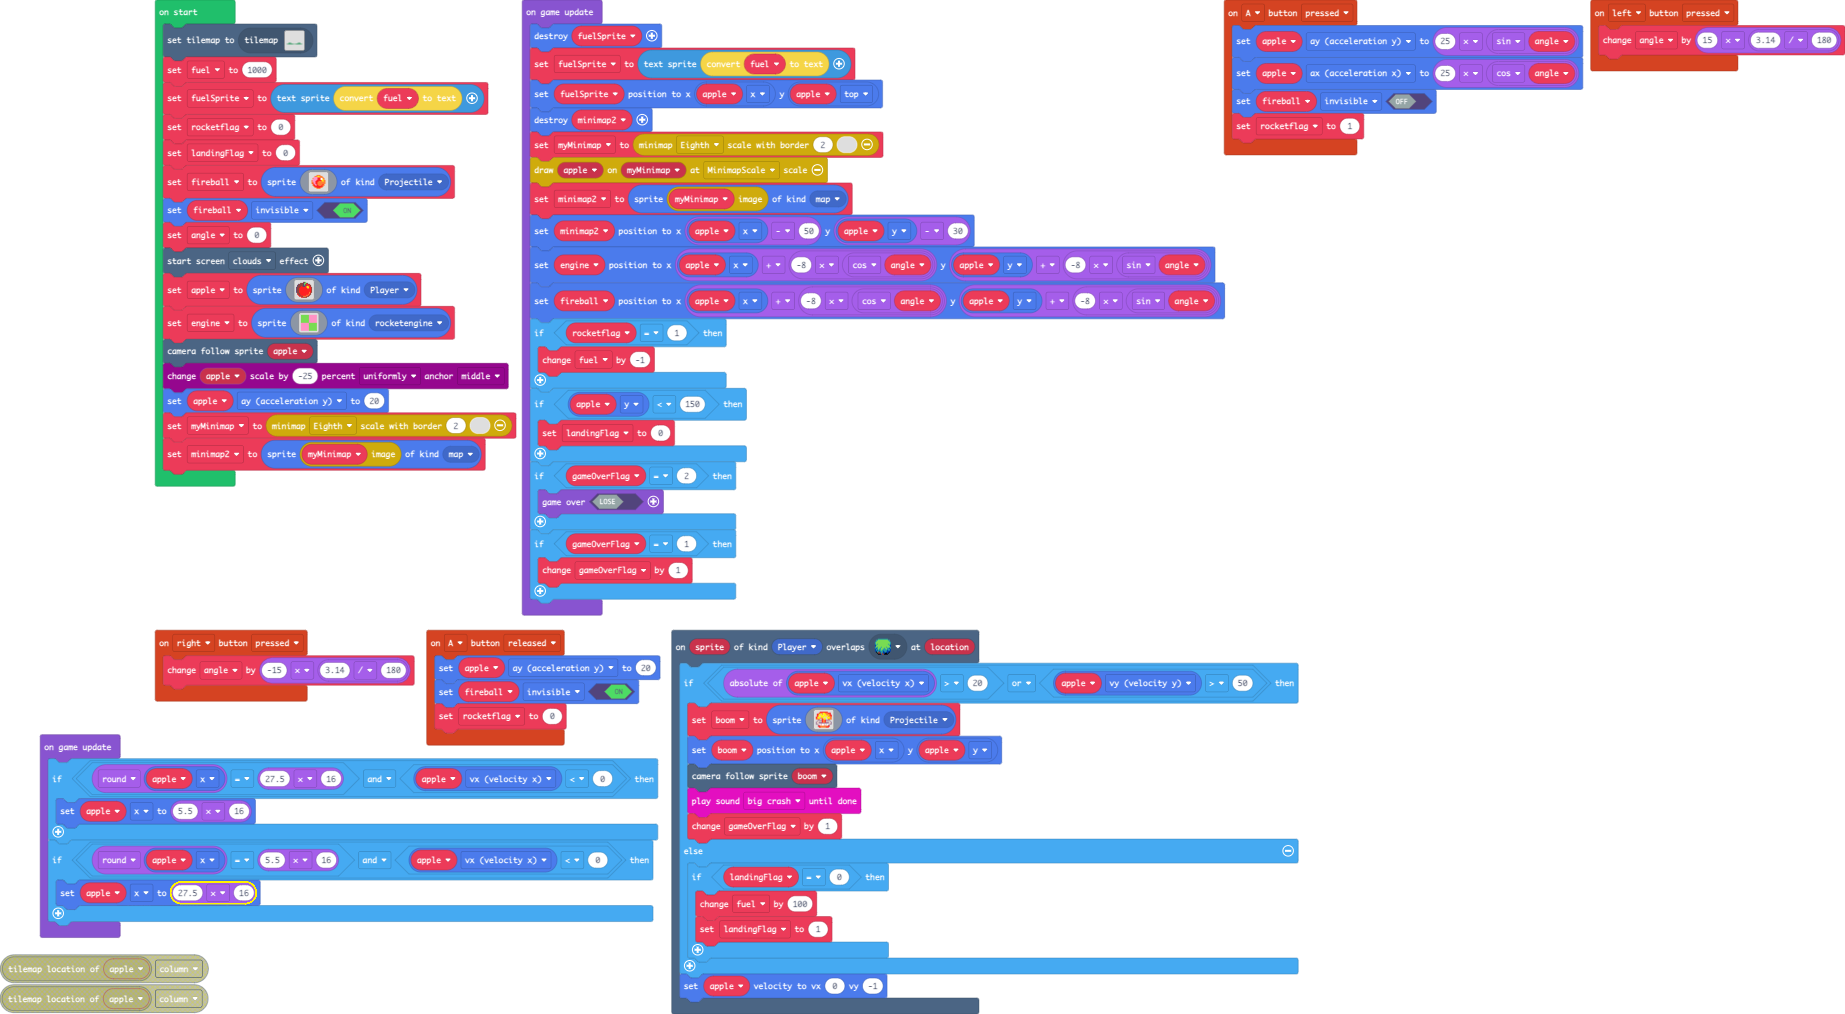 on start
set tilemap to tilemap
set fuel to 1000
set fuelSprite to text sprite convert fuel to text
set rocketflag to 0
set landingFlag to 0
set fireball to sprite of kind Projectile
set fireball invisible ON
set angle to 0
start screen clouds effect
set apple to sprite of kind Player
set engine to sprite of kind rocketengine
camera follow sprite apple
change apple scale by -25 percent uniformly anchor middle
set apple ay (acceleration y) to 20
set myMinimap to minimap Eighth scale with border 2
set minimap2 to sprite myMinimap image of kind map
on game update
destroy fuelSprite
set fuelSprite to text sprite convert fuel to text
set fuelSprite position to x apple x y apple top
destroy minimap2
set myMinimap to minimap Eighth scale with border 2
draw apple on myMinimap at MinimapScale scale
set minimap2 to sprite myMinimap image of kind map
set minimap2 position to x apple x - 50 y apple y - 30
set engine position to x apple x + -8 × cos angle y apple y + -8 × sin angle
set fireball position to x apple x + -8 × cos angle y apple y + -8 × sin angle
if rocketflag = 1 then
change fuel by -1
if apple y < 150 then
set landingFlag to 0
if gameOverFlag = 2 then
game over LOSE
if gameOverFlag = 1 then
change gameOverFlag by 1
on A button pressed
set apple ay (acceleration y) to 25 × sin angle
set apple ax (acceleration x) to 25 × cos angle
set fireball invisible OFF
set rocketflag to 1
on left button pressed
change angle by 15 × 3.14 / 180
on right button pressed
change angle by -15 × 3.14 / 180
on A button released
set apple ay (acceleration y) to 20
set fireball invisible ON
set rocketflag to 0
on sprite of kind Player overlaps at location
if absolute of apple vx (velocity x) > 20 or apple vy (velocity y) > 50 then
set boom to sprite of kind Projectile
set boom position to x apple x y apple y
camera follow sprite boom
play sound big crash until done
change gameOverFlag by 1
else
if landingFlag = 0 then
change fuel by 100
set landingFlag to 1
set apple velocity to vx 0 vy -1
on game update
if round apple x = 27.5 × 16 and apple vx (velocity x) < 0 then
set apple x to 5.5 × 16
if round apple x = 5.5 × 16 and apple vx (velocity x) < 0 then
set apple x to 27.5 × 16
tilemap location of apple column
tilemap location of apple column